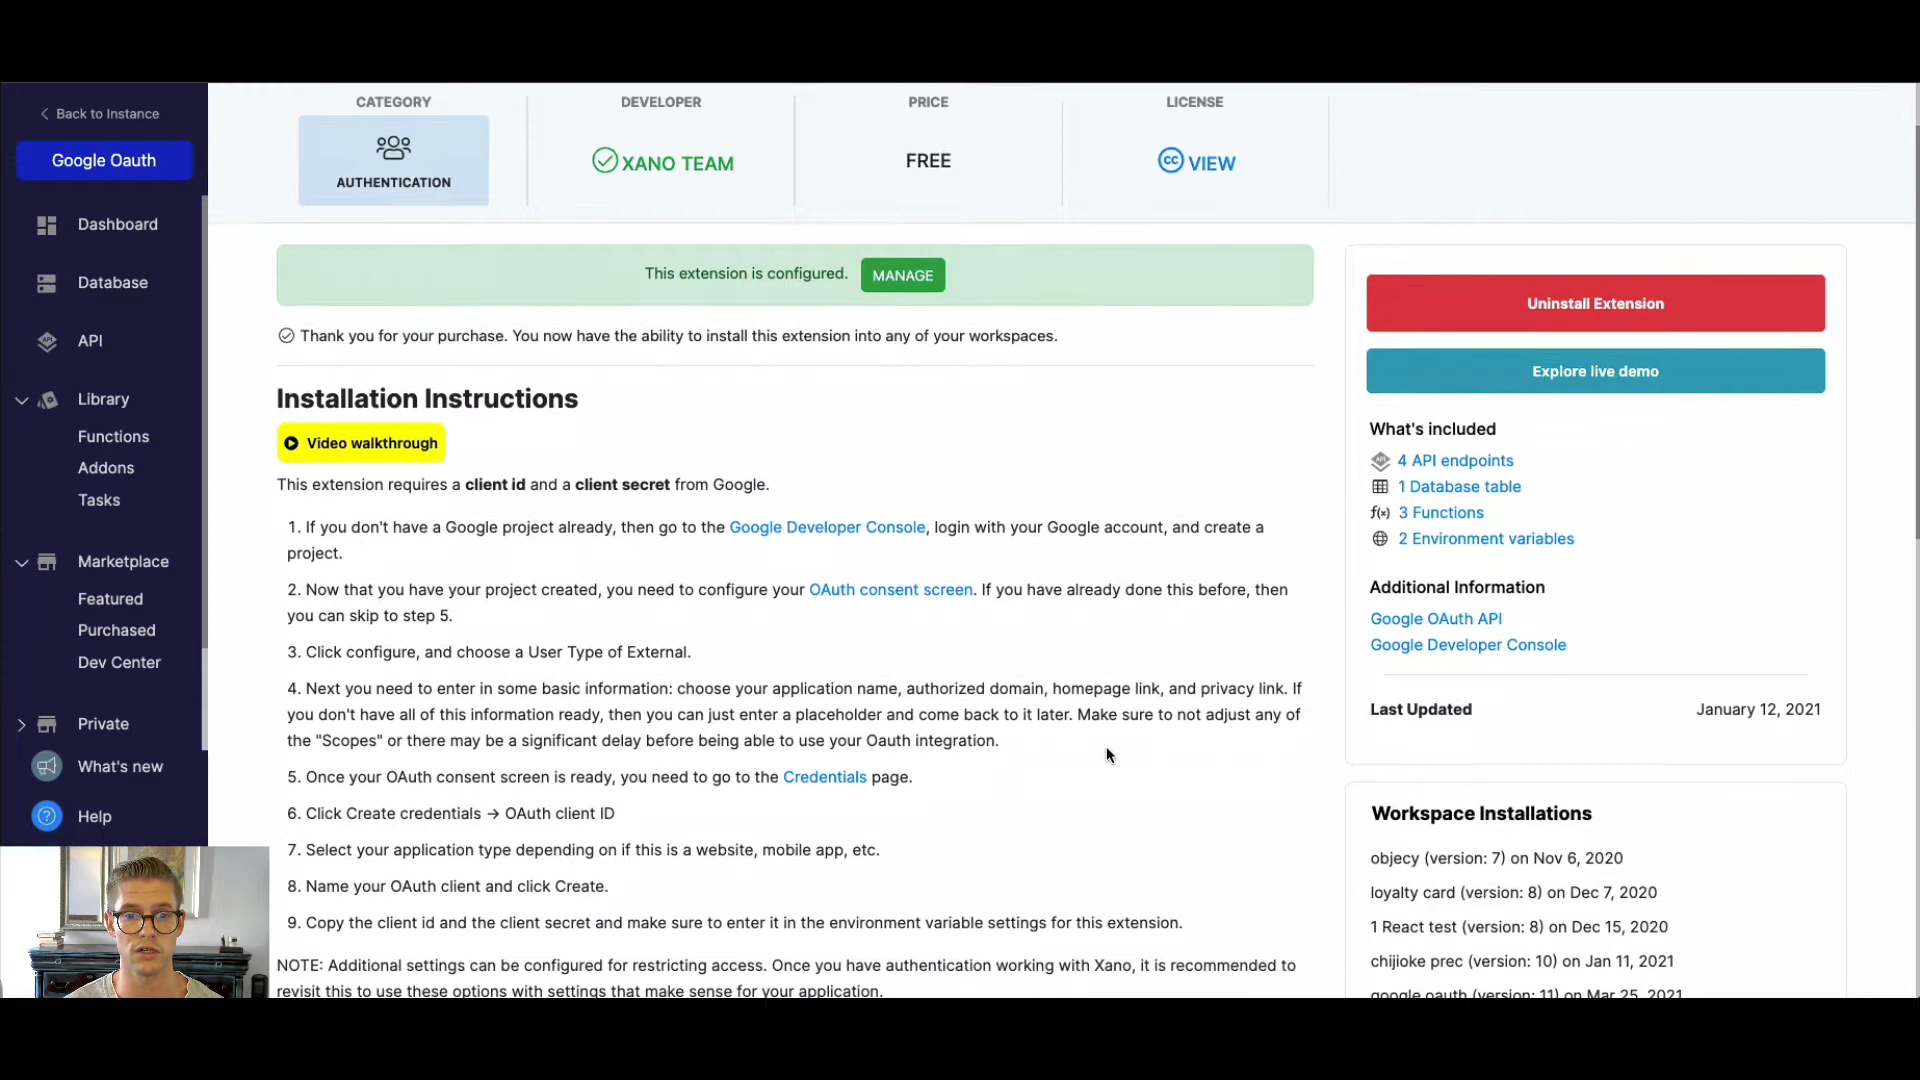 Back to Instance
Google Oauth
Dashboard
Database
API
Library
Functions
Addons
Tasks
Marketplace
Featured
Purchased
Dev Center
Private
What's new
Help
CATEGORY
AUTHENTICATION
DEVELOPER
XANO TEAM
PRICE
FREE
LICENSE
VIEW
This extension is configured. MANAGE
Thank you for your purchase. You now have the ability to install this extension into any of your workspaces.
Installation Instructions
Video walkthrough
This extension requires a client id and a client secret from Google.
1. If you don't have a Google project already, then go to the Google Developer Console, login with your Google account, and create a
project.
2. Now that you have your project created, you need to configure your OAuth consent screen. If you have already done this before, then
you can skip to step 5.
3. Click configure, and choose a User Type of External.
4. Next you need to enter in some basic information: choose your application name, authorized domain, homepage link, and privacy link. If
you don't have all of this information ready, then you can just enter a placeholder and come back to it later. Make sure to not adjust any of
the "Scopes" or there may be a significant delay before being able to use your Oauth integration.
5. Once your OAuth consent screen is ready, you need to go to the Credentials page.
6. Click Create credentials → OAuth client ID
7. Select your application type depending on if this is a website, mobile app, etc.
8. Name your OAuth client and click Create.
9. Copy the client id and the client secret and make sure to enter it in the environment variable settings for this extension.
NOTE: Additional settings can be configured for restricting access. Once you have authentication working with Xano, it is recommended to
revisit this to use these options with settings that make sense for your application.
Uninstall Extension
Explore live demo
What's included
4 API endpoints
1 Database table
f(x) 3 Functions
2 Environment variables
Additional Information
Google OAuth API
Google Developer Console
Last Updated January 12, 2021
Workspace Installations
objecy (version: 7) on Nov 6, 2020
loyalty card (version: 8) on Dec 7, 2020
1 React test (version: 8) on Dec 15, 2020
chijioke prec (version: 10) on Jan 11, 2021
google oauth (version: 11) on Mar 25, 2021